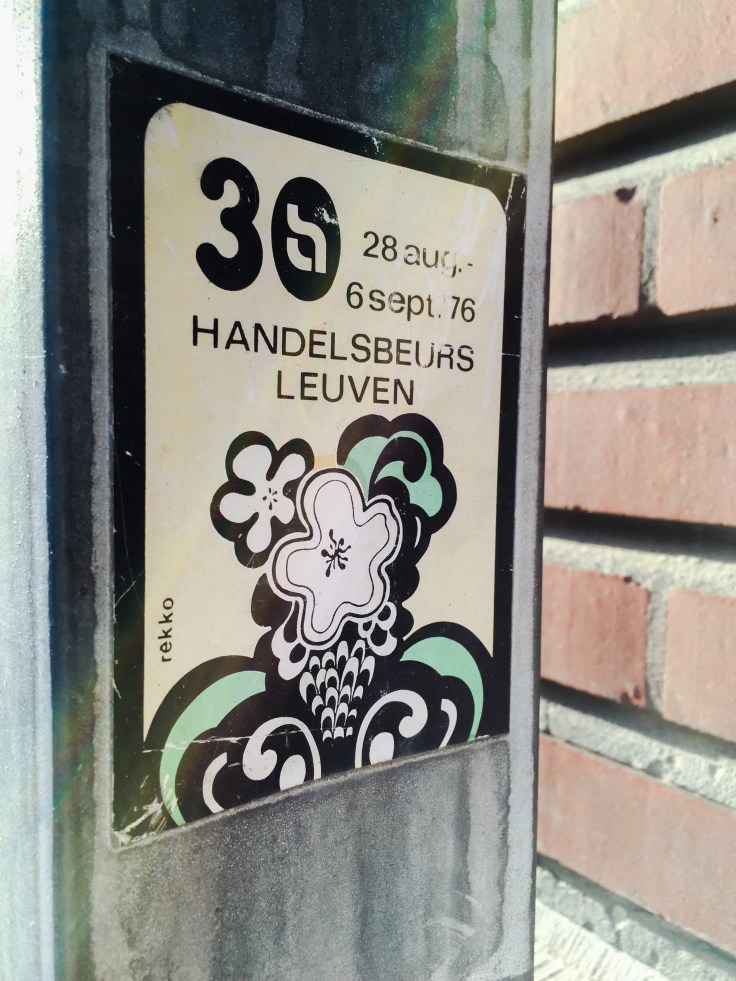 30
28 aug.-
6 sept. '76
HANDELSBEURS
LEUVEN
rekko